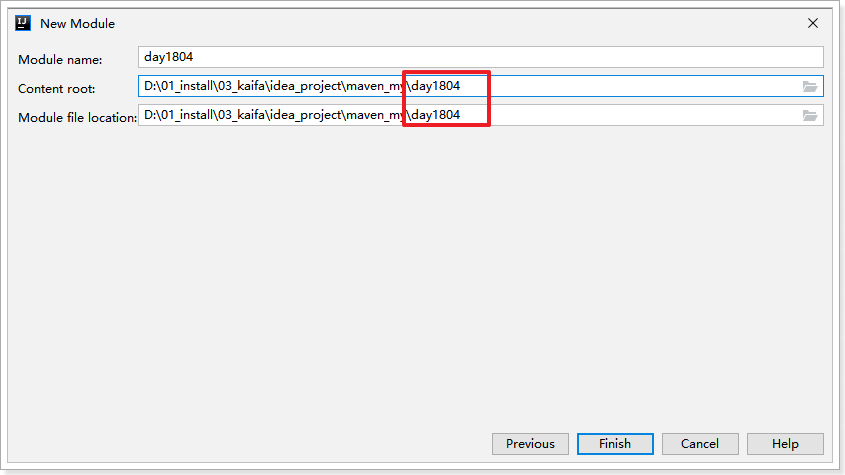 New Module
Module name: day1804
Content root: D:\01_install\03_kaifa\idea_project\maven_my\day1804
Module file location: D:\01_install\03_kaifa\idea_project\maven_my\day1804
Previous Finish Cancel Help